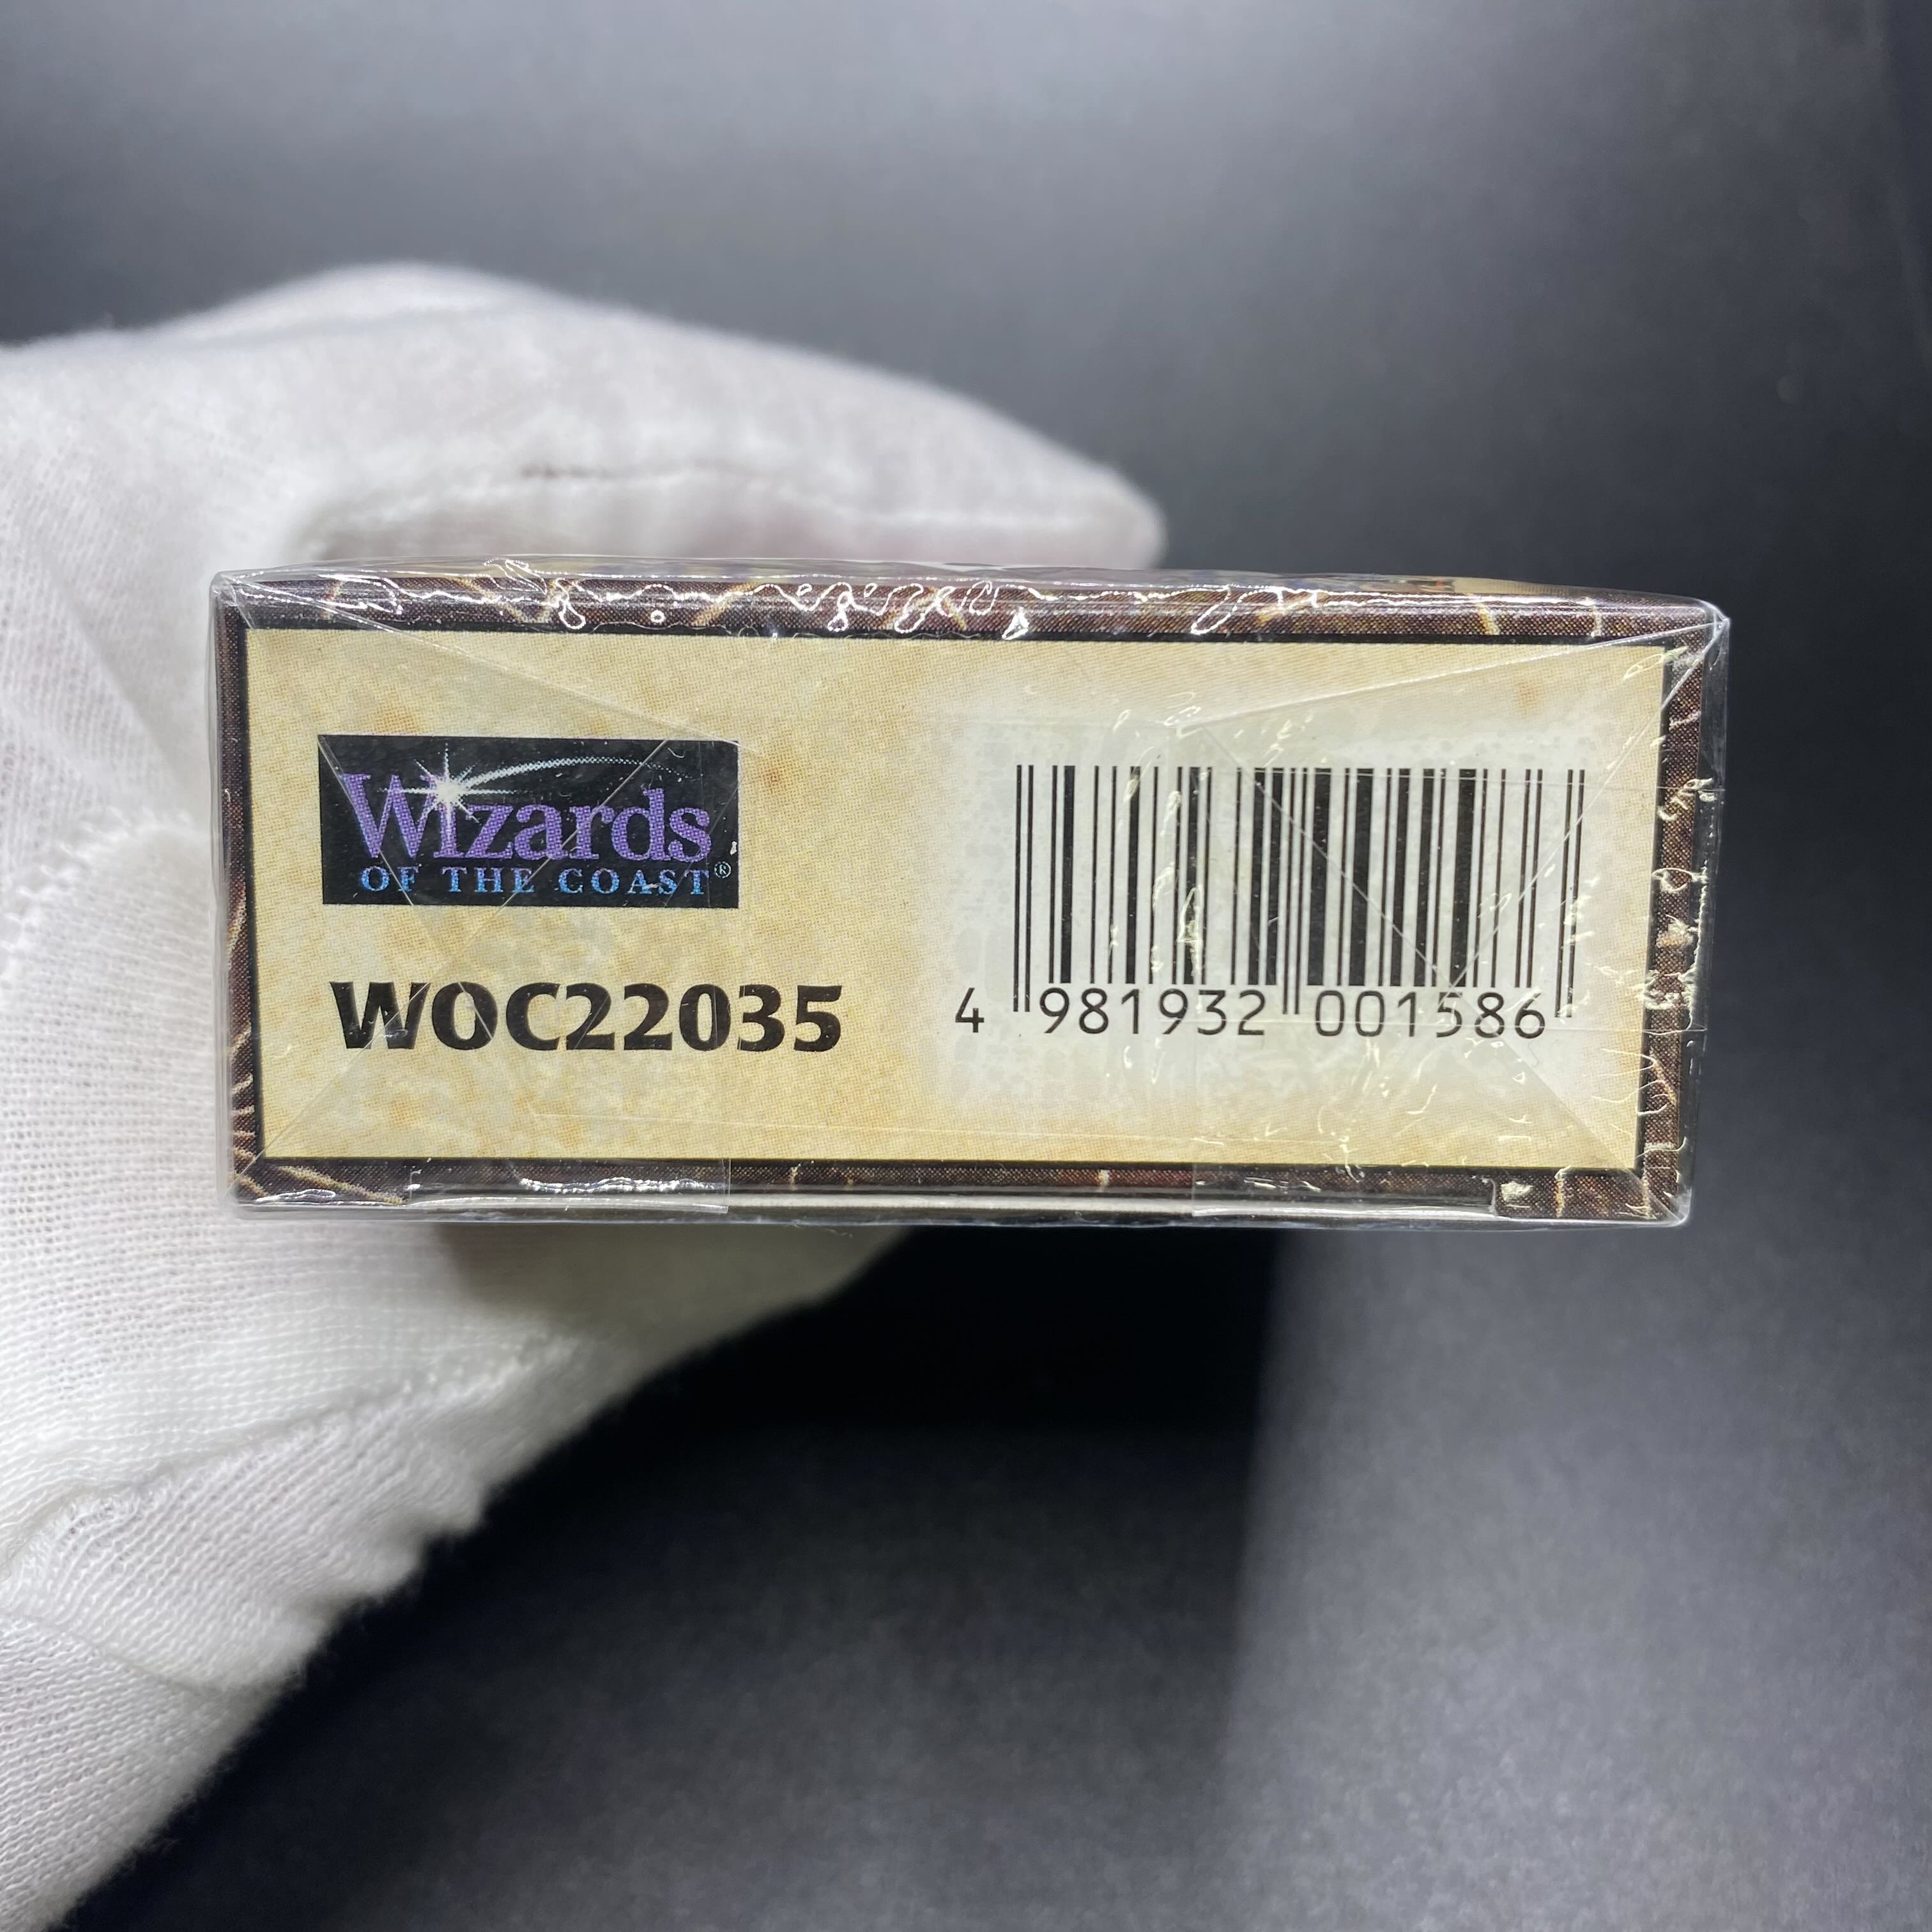 Wizards
OF THE COAST®
WOC22035
4 981932 001586